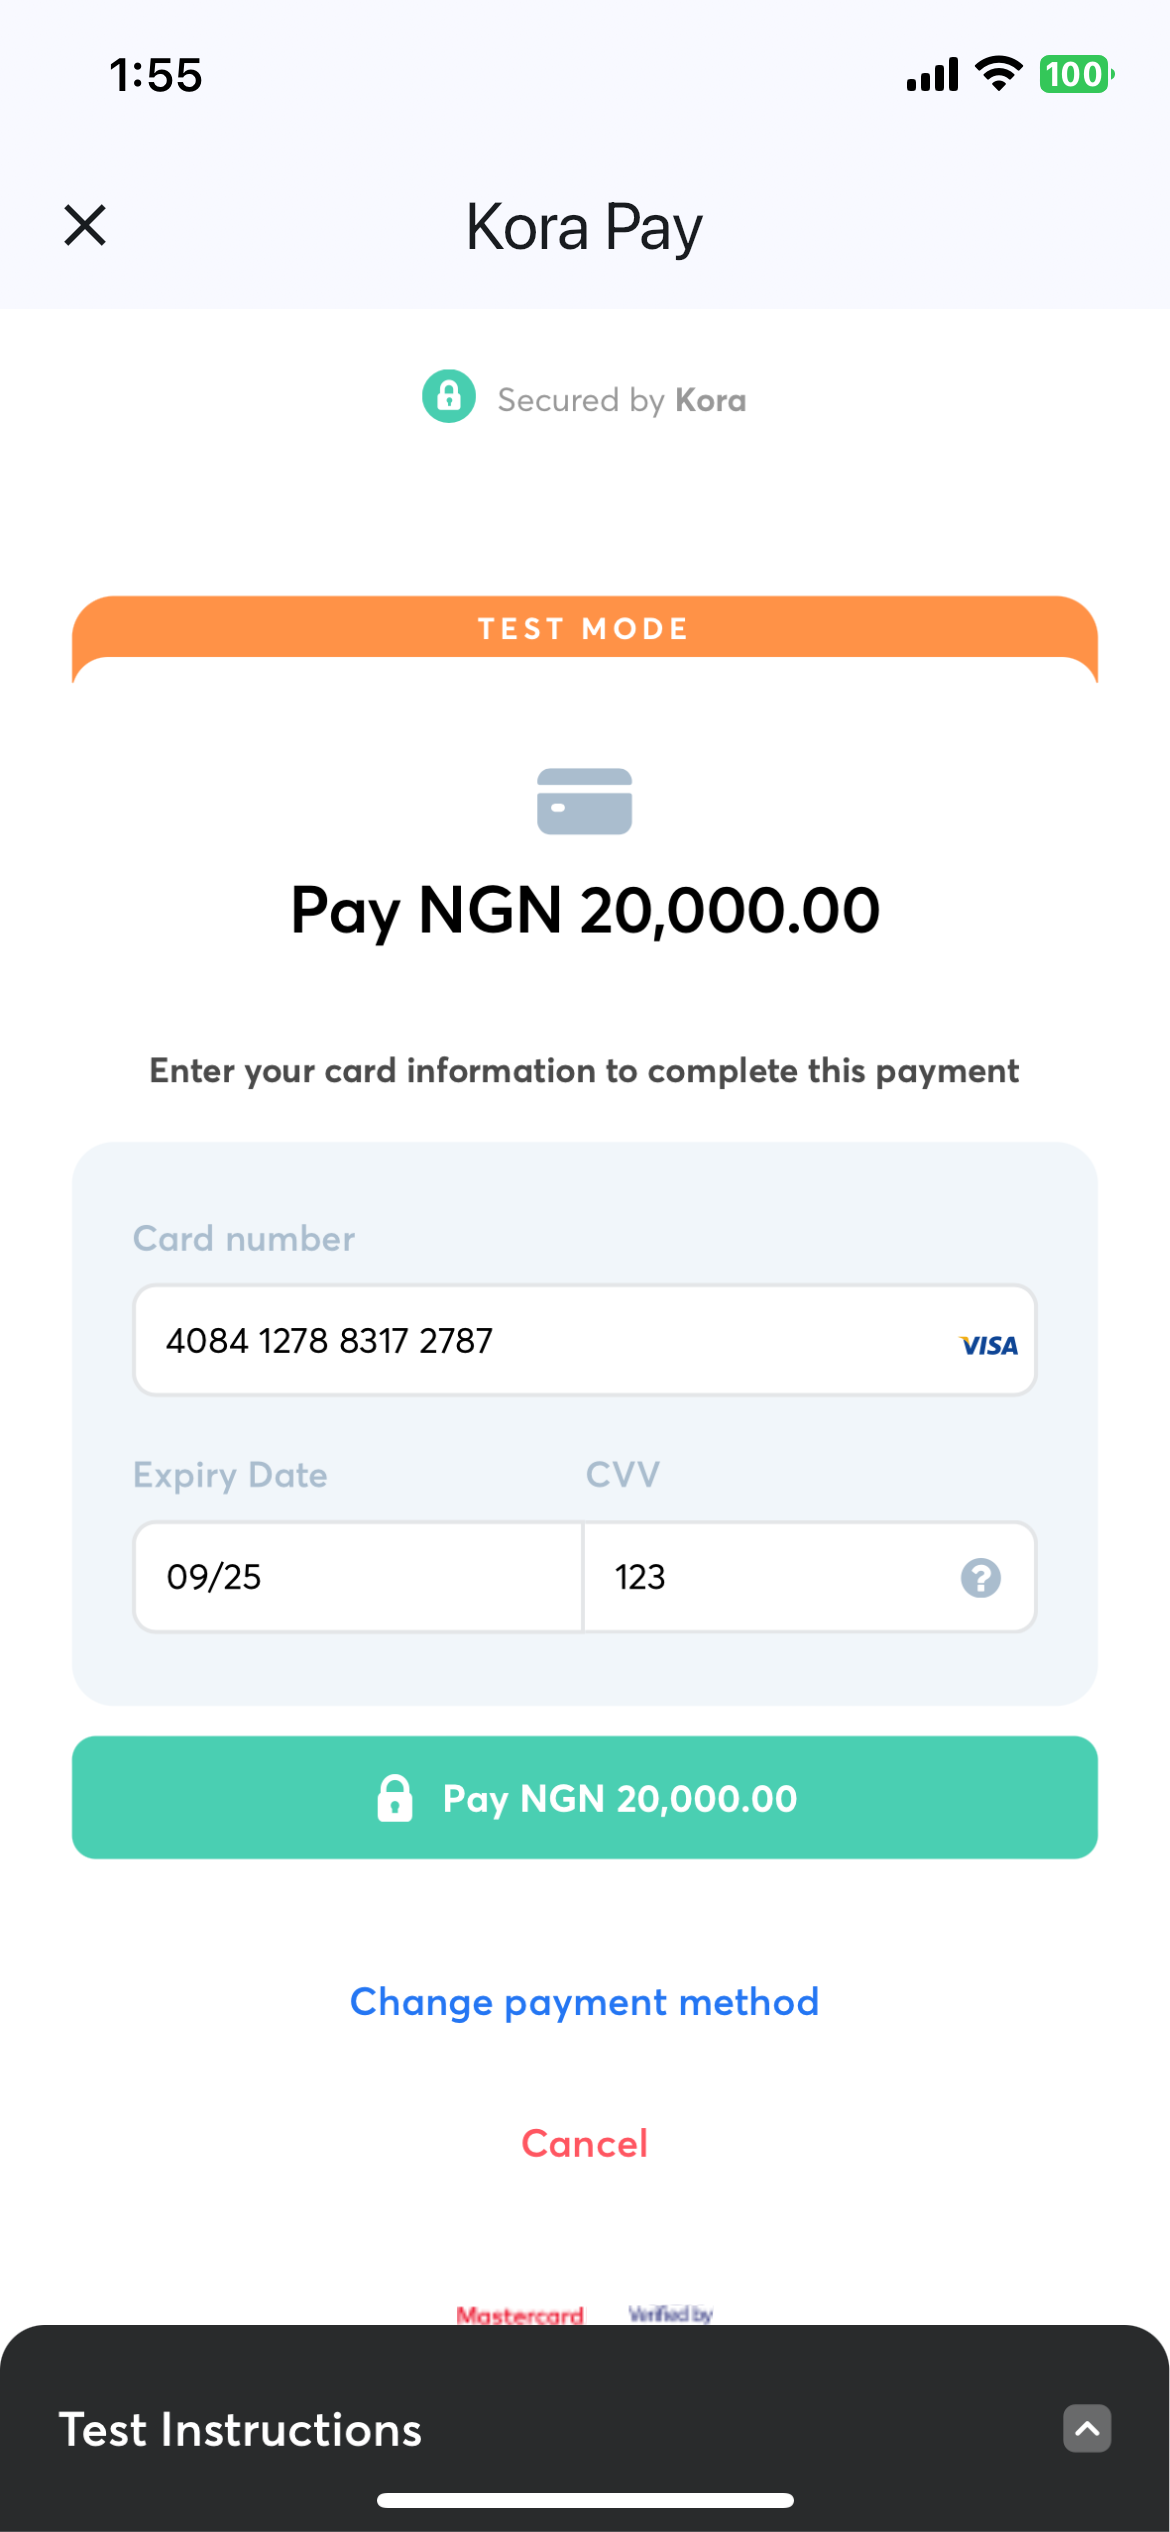 1:55
100
Kora Pay
Secured by Kora
TEST MODE
Pay NGN 20,000.00
Enter your card information to complete this payment
Card number
4084 1278 8317 2787
VISA
Expiry Date
CVV
09/25
123
?
Pay NGN 20,000.00
Change payment method
Cancel
Mastercard
Verified by
Test Instructions